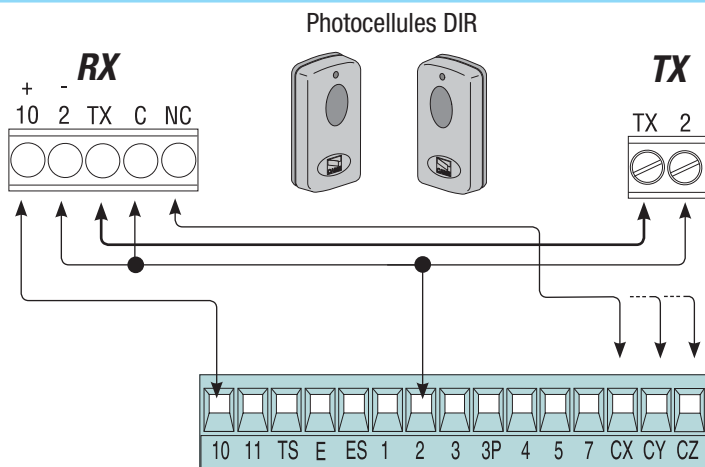 Photocellules DIR
RX
TX
+ -
10 2 TX C NC
TX 2
10 11 TS E ES 1 2 3 3P 4 5 7 CX CY CZ